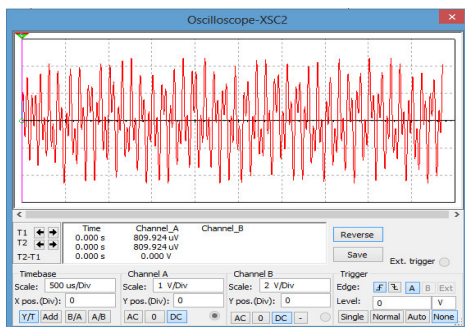 Oscilloscope-XSC2
T1
T2
T2-T1
Time Channel_A Channel_B
0.000 s 809.924 uV
0.000 s 809.924 uV
0.000 s 0.000 V
Reverse
Save
Ext. trigger
Timebase
Scale: 500 us/Div
X pos.(Div): 0
Y/T Add B/A A/B
Channel A
Scale: 1 V/Div
Y pos.(Div): 0
AC 0 DC
Channel B
Scale: 2 V/Div
Y pos.(Div): 0
AC 0 DC -
Trigger
Edge: A B Ext
Level: 0 V
Single Normal Auto None